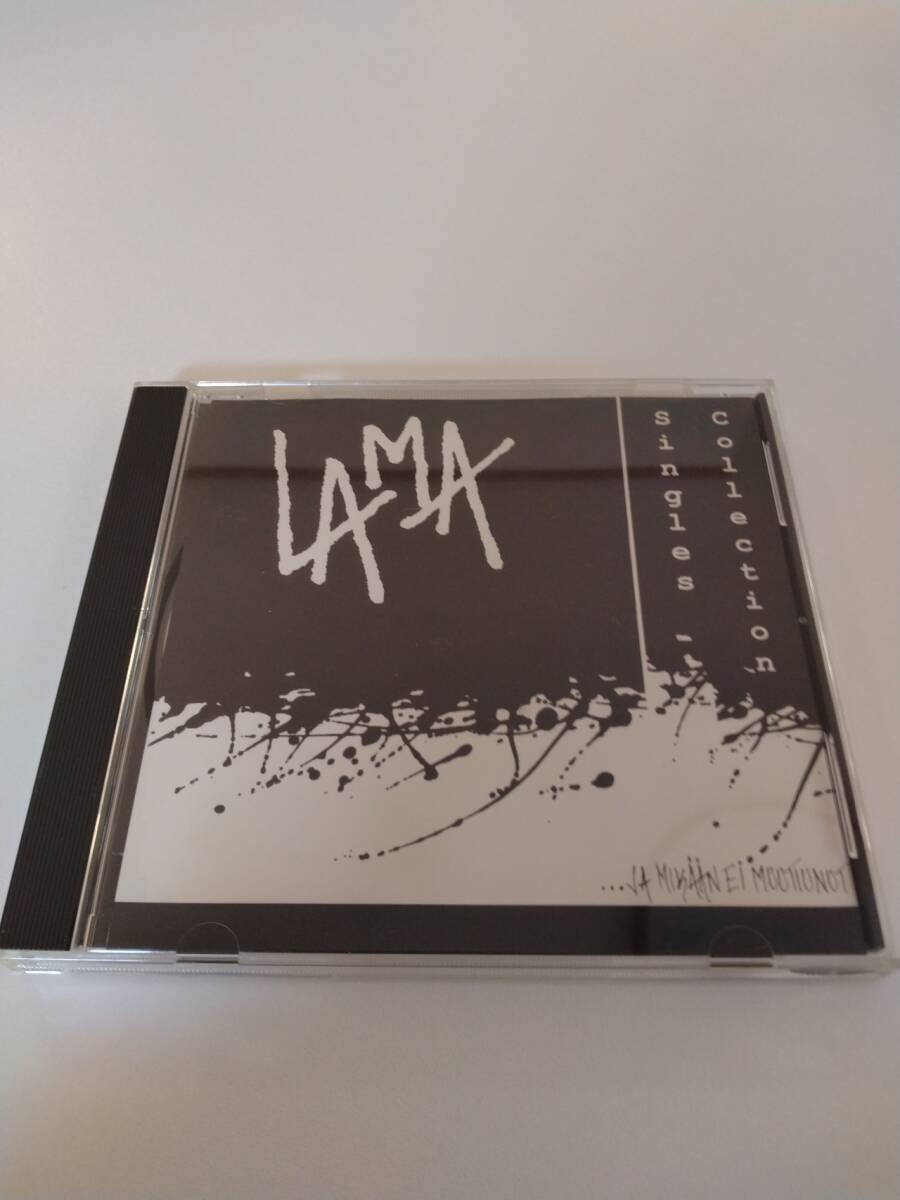 LAMA
Singles -
Collection
...JA MIKÄÄN EI MUUTTUNUT